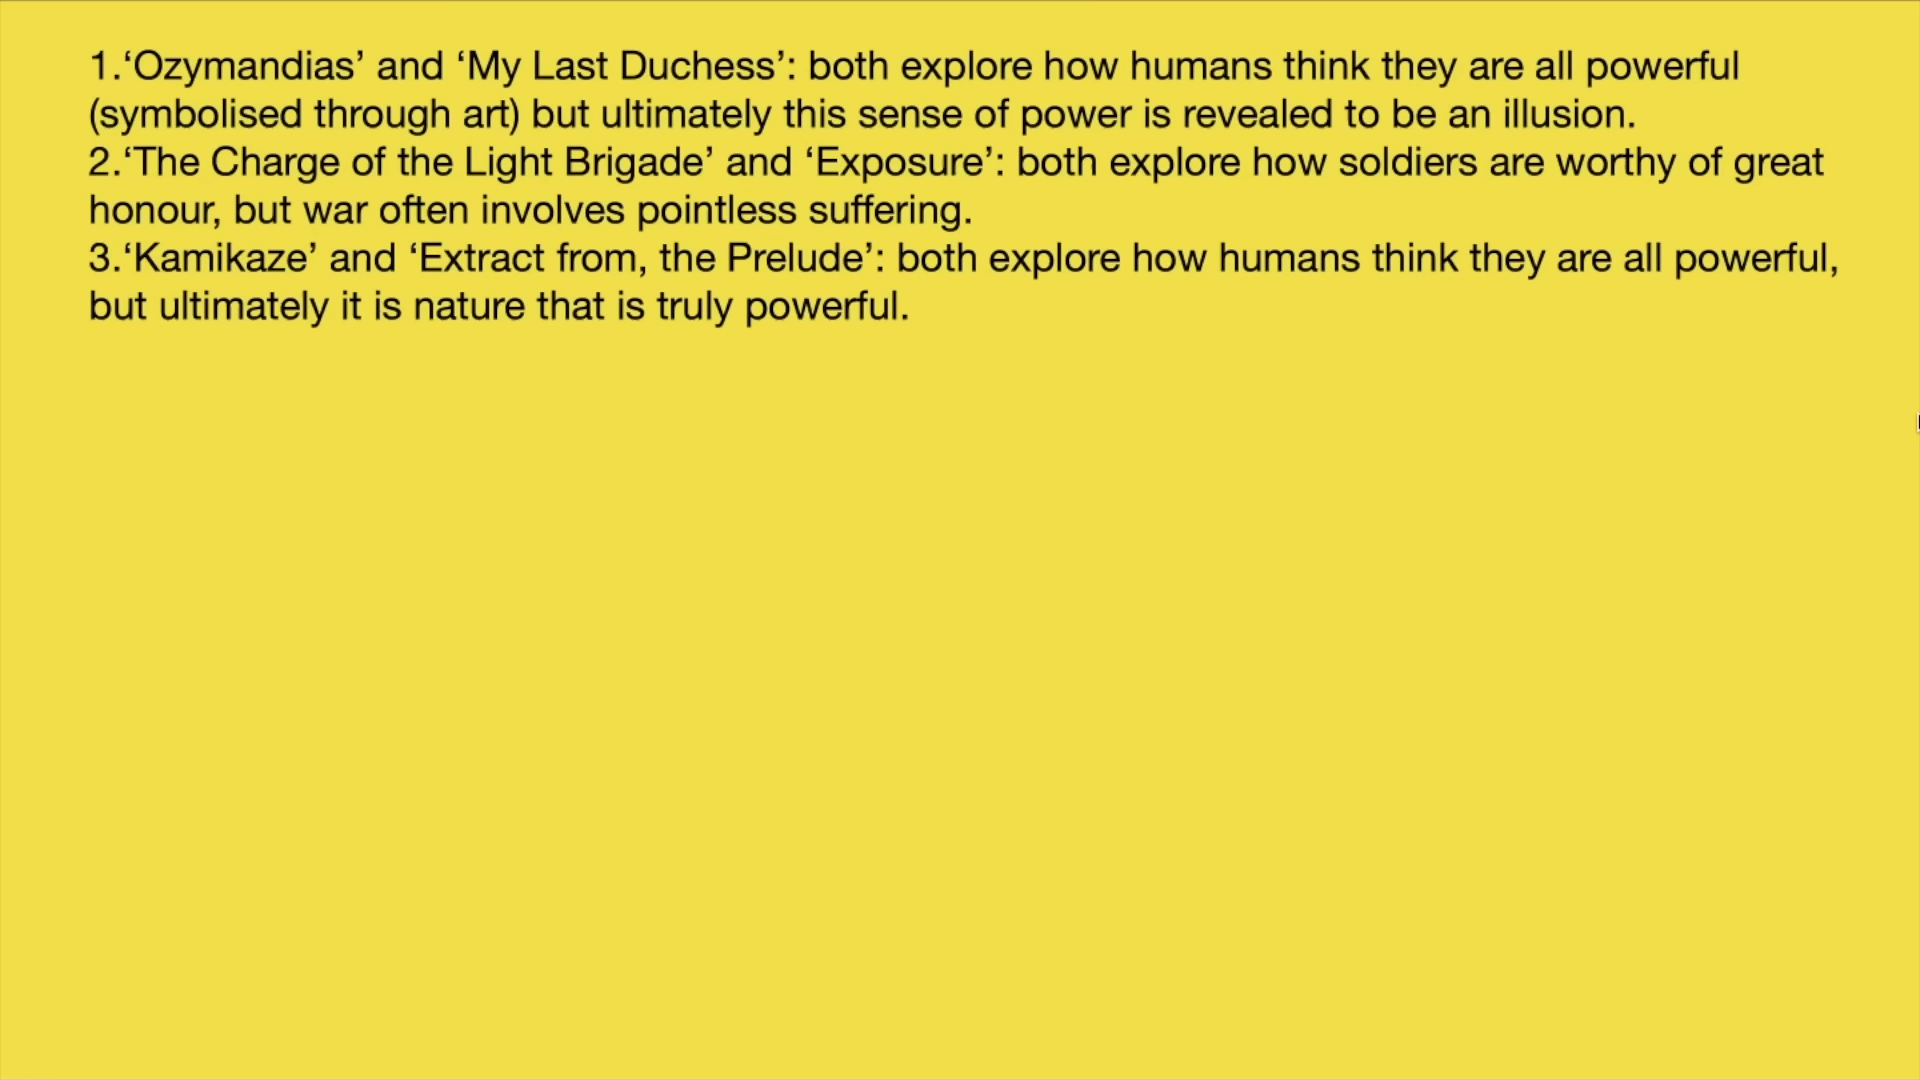 1.‘Ozymandias’ and ‘My Last Duchess’: both explore how humans think they are all powerful
(symbolised through art) but ultimately this sense of power is revealed to be an illusion.
2.‘The Charge of the Light Brigade’ and ‘Exposure’: both explore how soldiers are worthy of great
honour, but war often involves pointless suffering.
3.‘Kamikaze’ and ‘Extract from, the Prelude’: both explore how humans think they are all powerful,
but ultimately it is nature that is truly powerful.